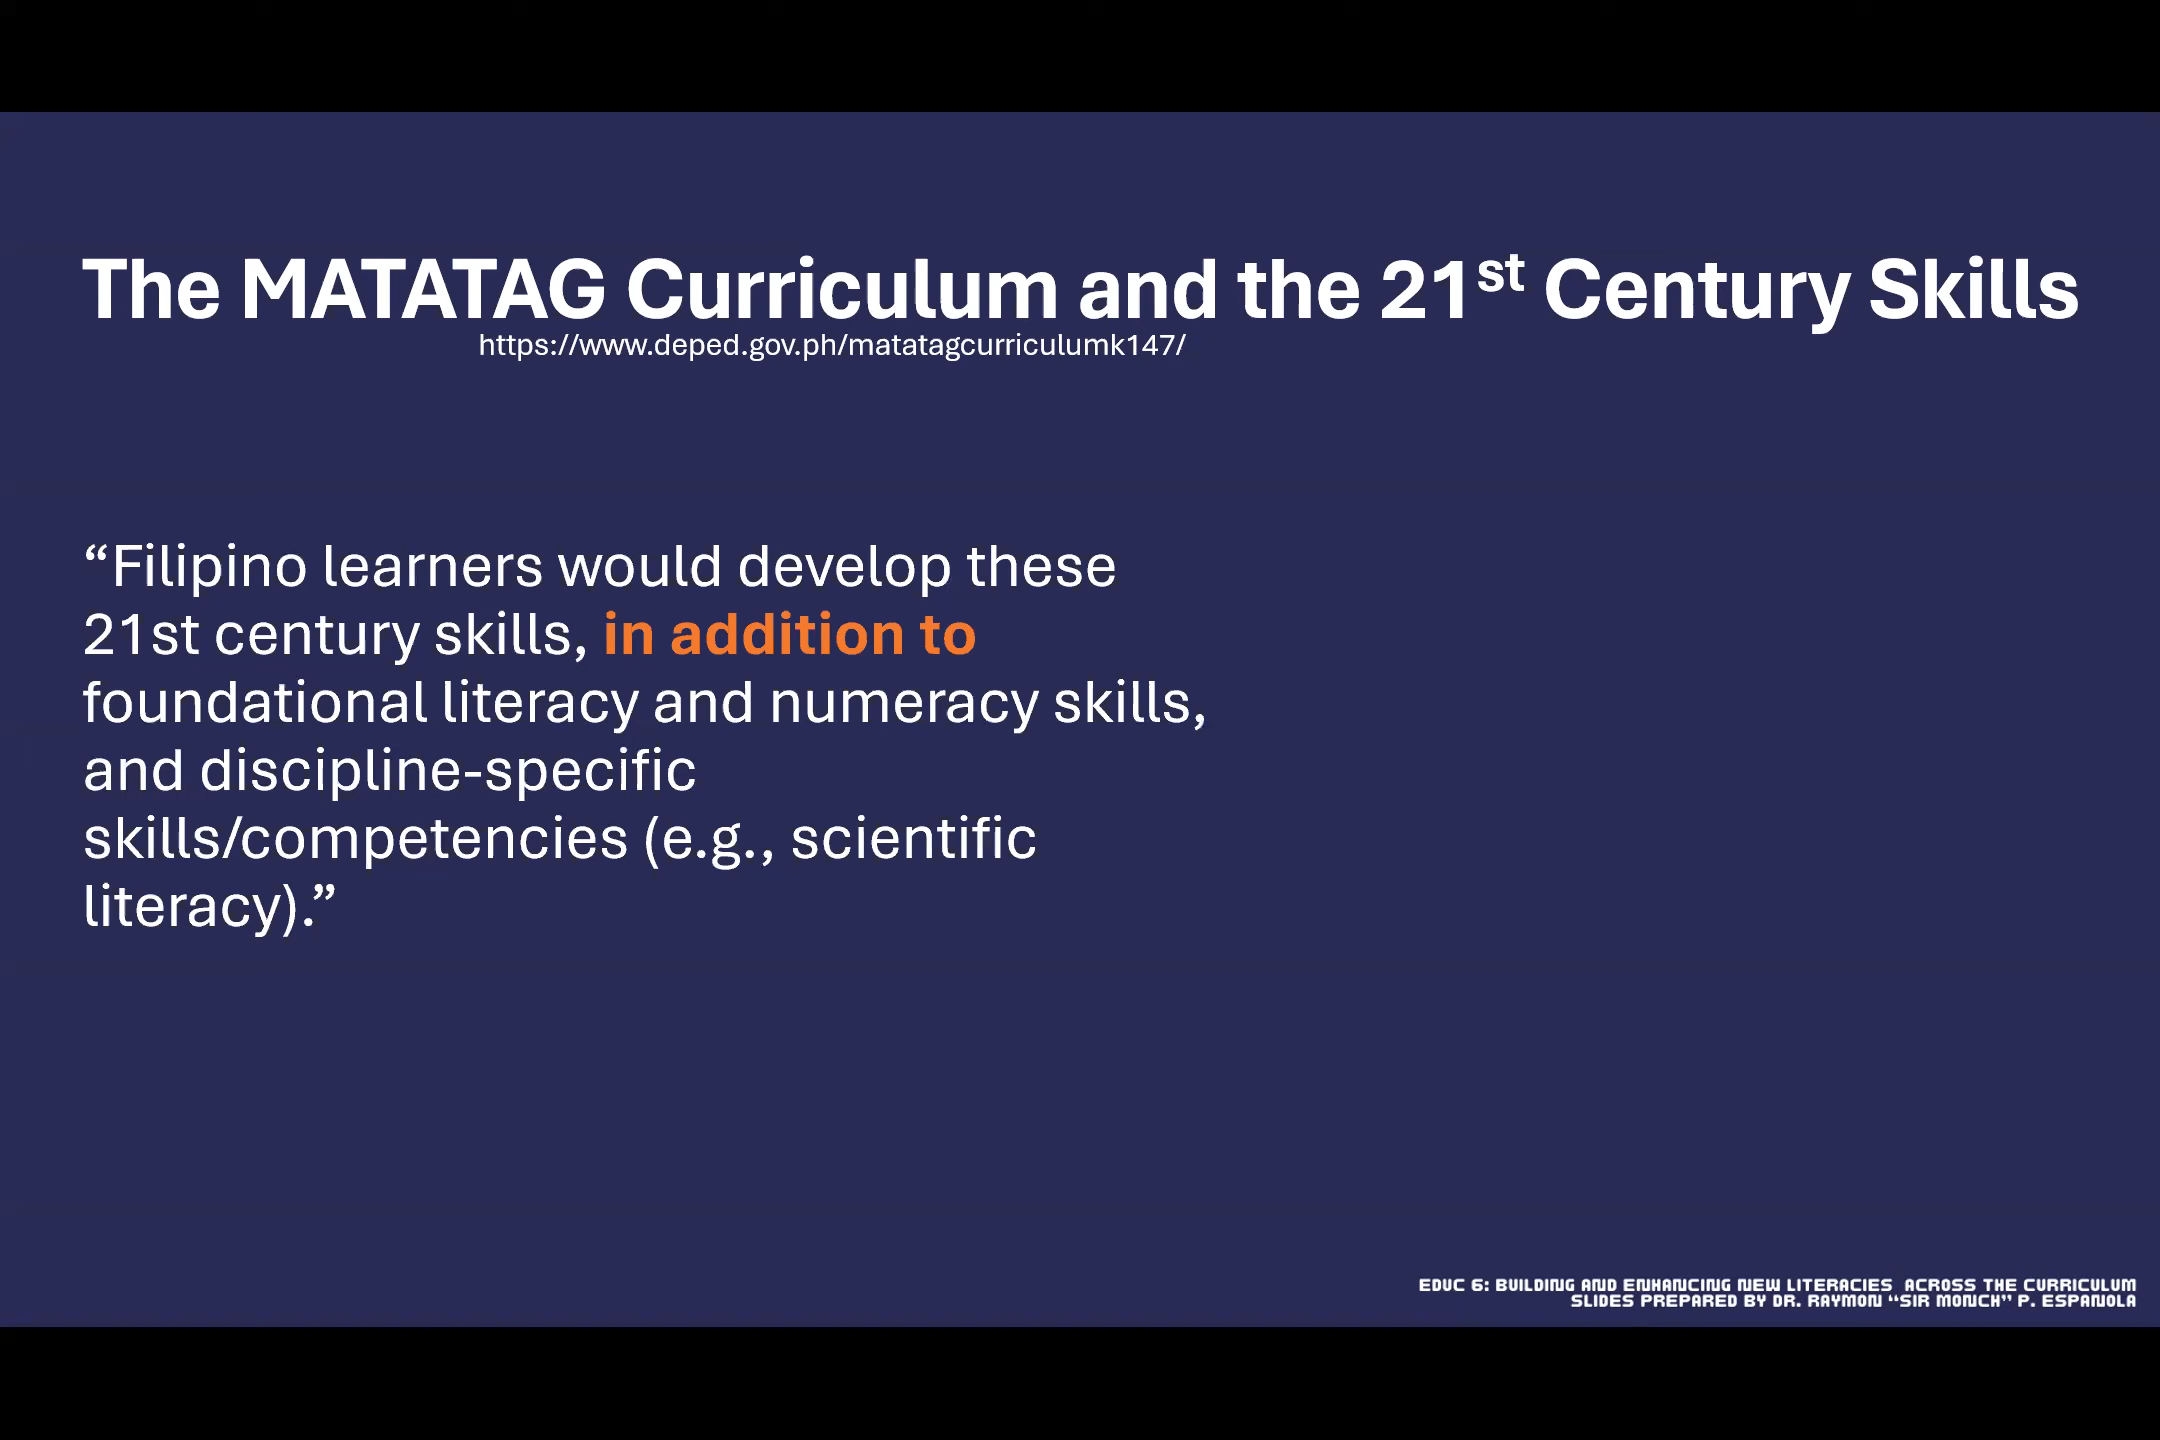 The MATATAG Curriculum and the 21st Century Skills
https://www.deped.gov.ph/matatagcurriculumk147/
“Filipino learners would develop these
21st century skills, in addition to
foundational literacy and numeracy skills,
and discipline-specific
skills/competencies (e.g., scientific
literacy).”
EDUC 6: BUILDING AND ENHANCING NEW LITERACIES ACROSS THE CURRICULUM
SLIDES PREPARED BY DR. RAYMON “SIR MONCH” P. ESPANOLA